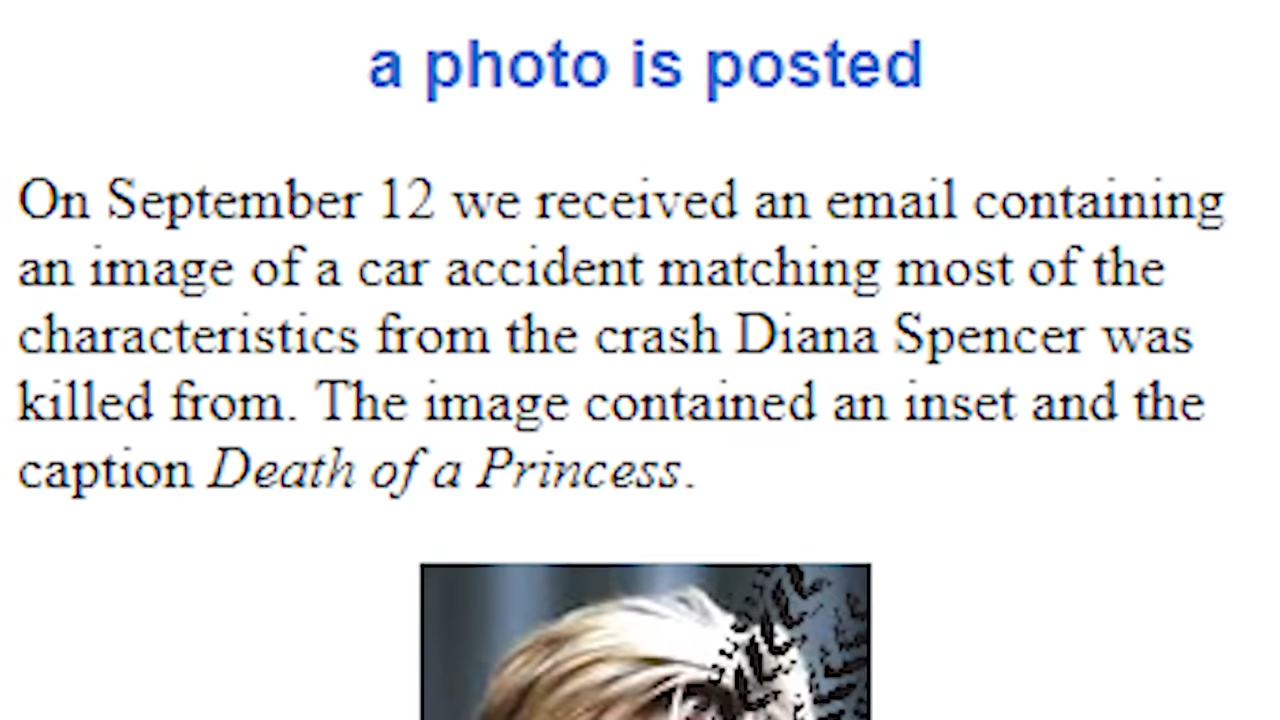 a photo is posted
On September 12 we received an email containing
an image of a car accident matching most of the
characteristics from the crash Diana Spencer was
killed from. The image contained an inset and the
caption Death of a Princess.